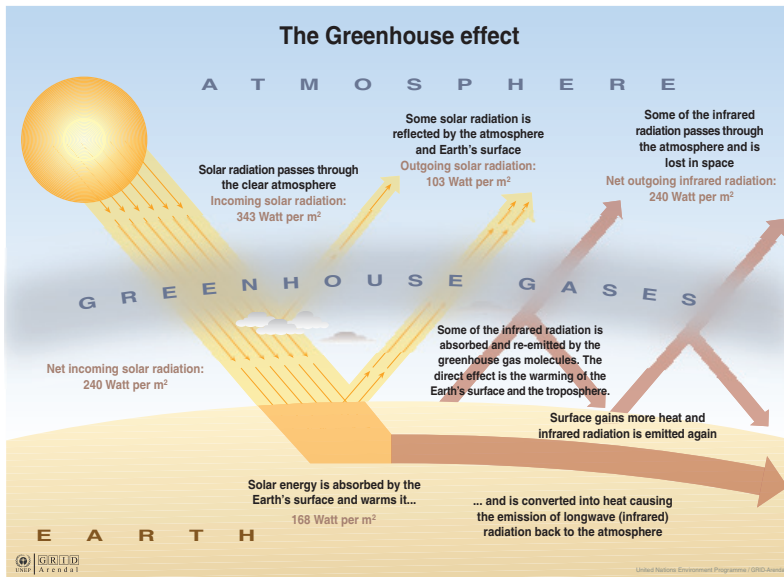 The Greenhouse effect
A T M O S P H E R E
Some solar radiation is
reflected by the atmosphere
and Earth's surface
Outgoing solar radiation:
103 Watt per m²
Some of the infrared
radiation passes through
the atmosphere and is
lost in space
Net outgoing infrared radiation:
240 Watt per m²
Solar radiation passes through
the clear atmosphere
Incoming solar radiation:
343 Watt per m²
G R E E N H O U S E G A S E S
Net incoming solar radiation:
240 Watt per m²
Some of the infrared radiation is
absorbed and re-emitted by the
greenhouse gas molecules. The
direct effect is the warming of the
Earth's surface and the troposphere.
Surface gains more heat and
infrared radiation is emitted again
Solar energy is absorbed by the
Earth's surface and warms it...
168 Watt per m²
... and is converted into heat causing
the emission of longwave (infrared)
radiation back to the atmosphere
E A R T H
UNEP
G R I D
A r e n d a l
United Nations Environment Programme / GRID-Arendal